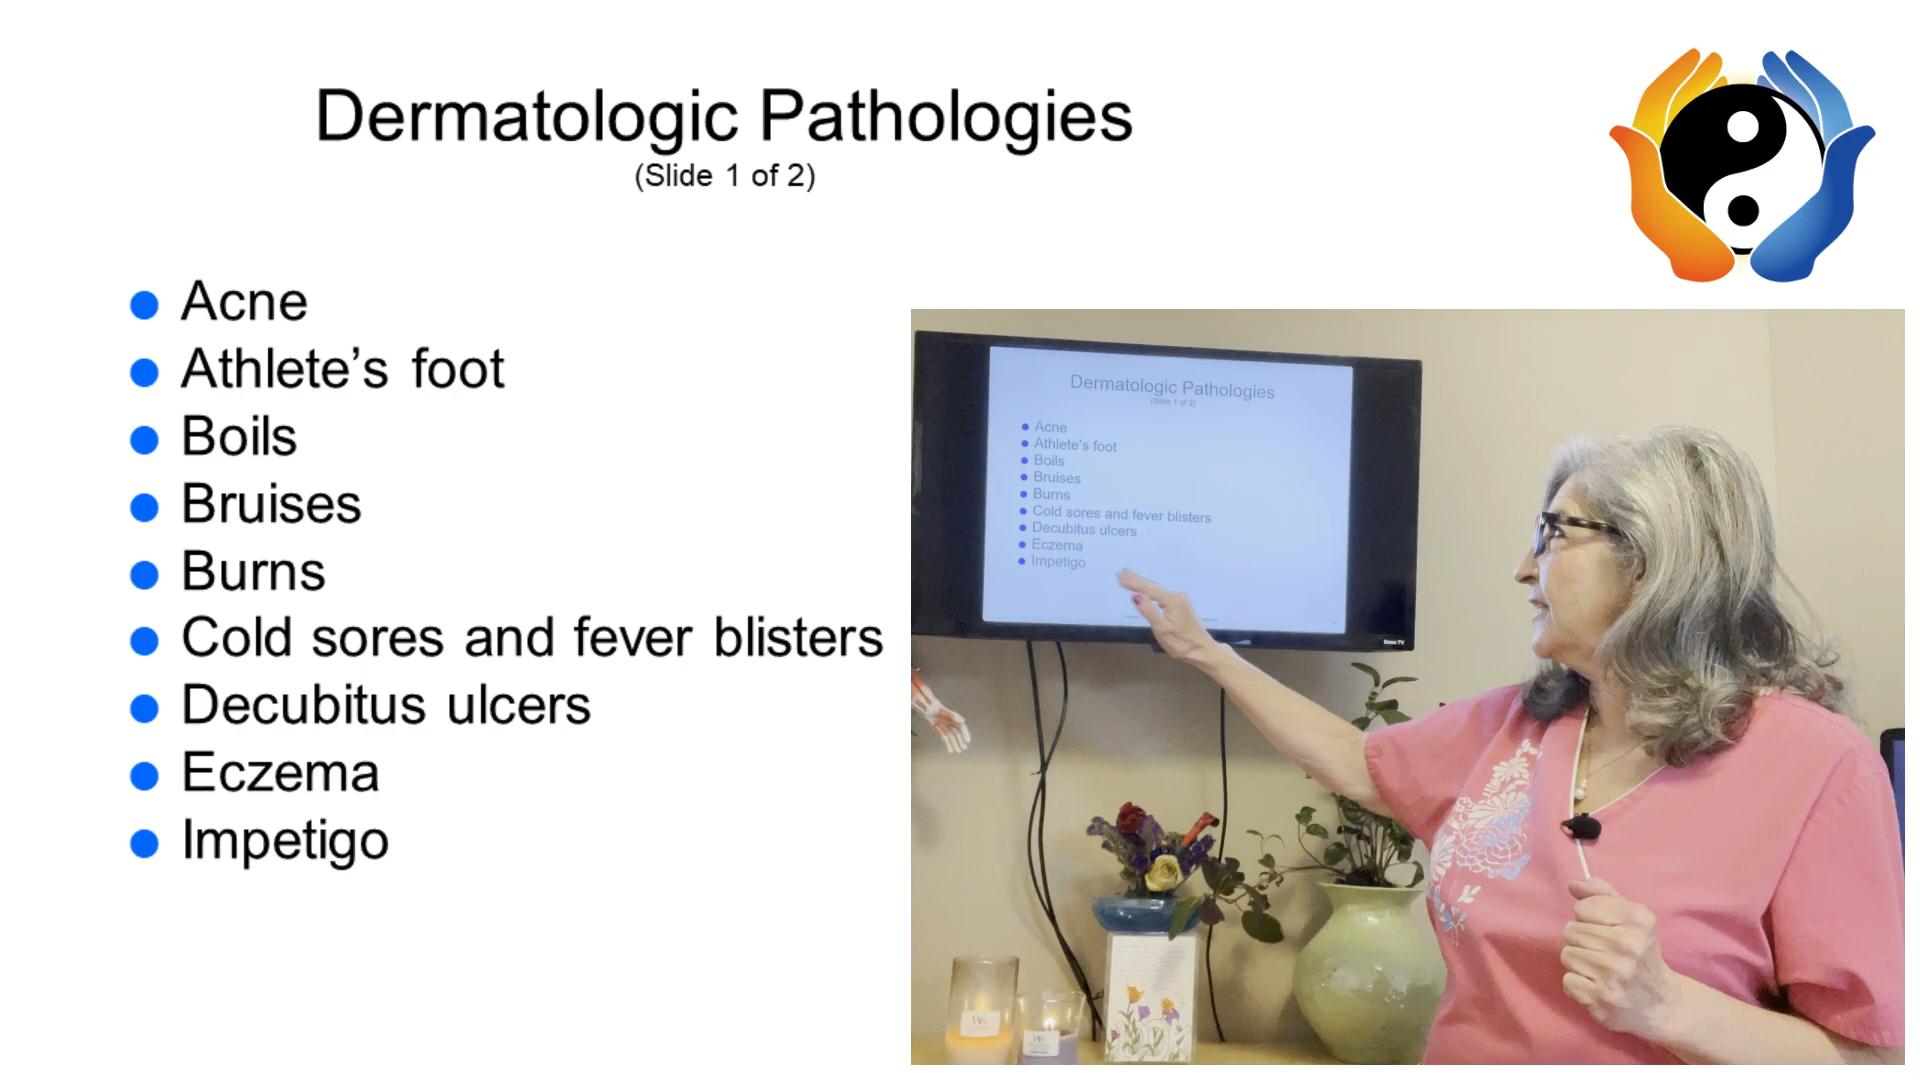 Dermatologic Pathologies
(Slide 1 of 2)
Acne
Athlete’s foot
Boils
Bruises
Burns
Cold sores and fever blisters
Decubitus ulcers
Eczema
Impetigo
Dermatologic Pathologies
(Slide 1 of 2)
Acne
Athlete's foot
Boils
Bruises
Burns
Cold sores and fever blisters
Decubitus ulcers
Eczema
Impetigo